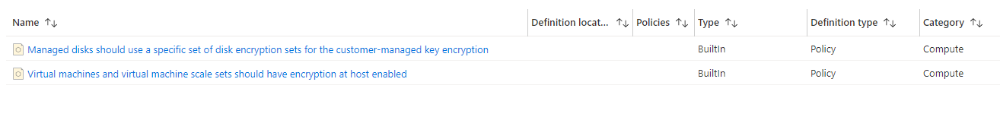 Name ↑↓ Definition locat... ↑↓ Policies ↑↓ Type ↑↓ Definition type ↑↓ Category ↑↓
Managed disks should use a specific set of disk encryption sets for the customer-managed key encryption BuiltIn Policy Compute
Virtual machines and virtual machine scale sets should have encryption at host enabled BuiltIn Policy Compute